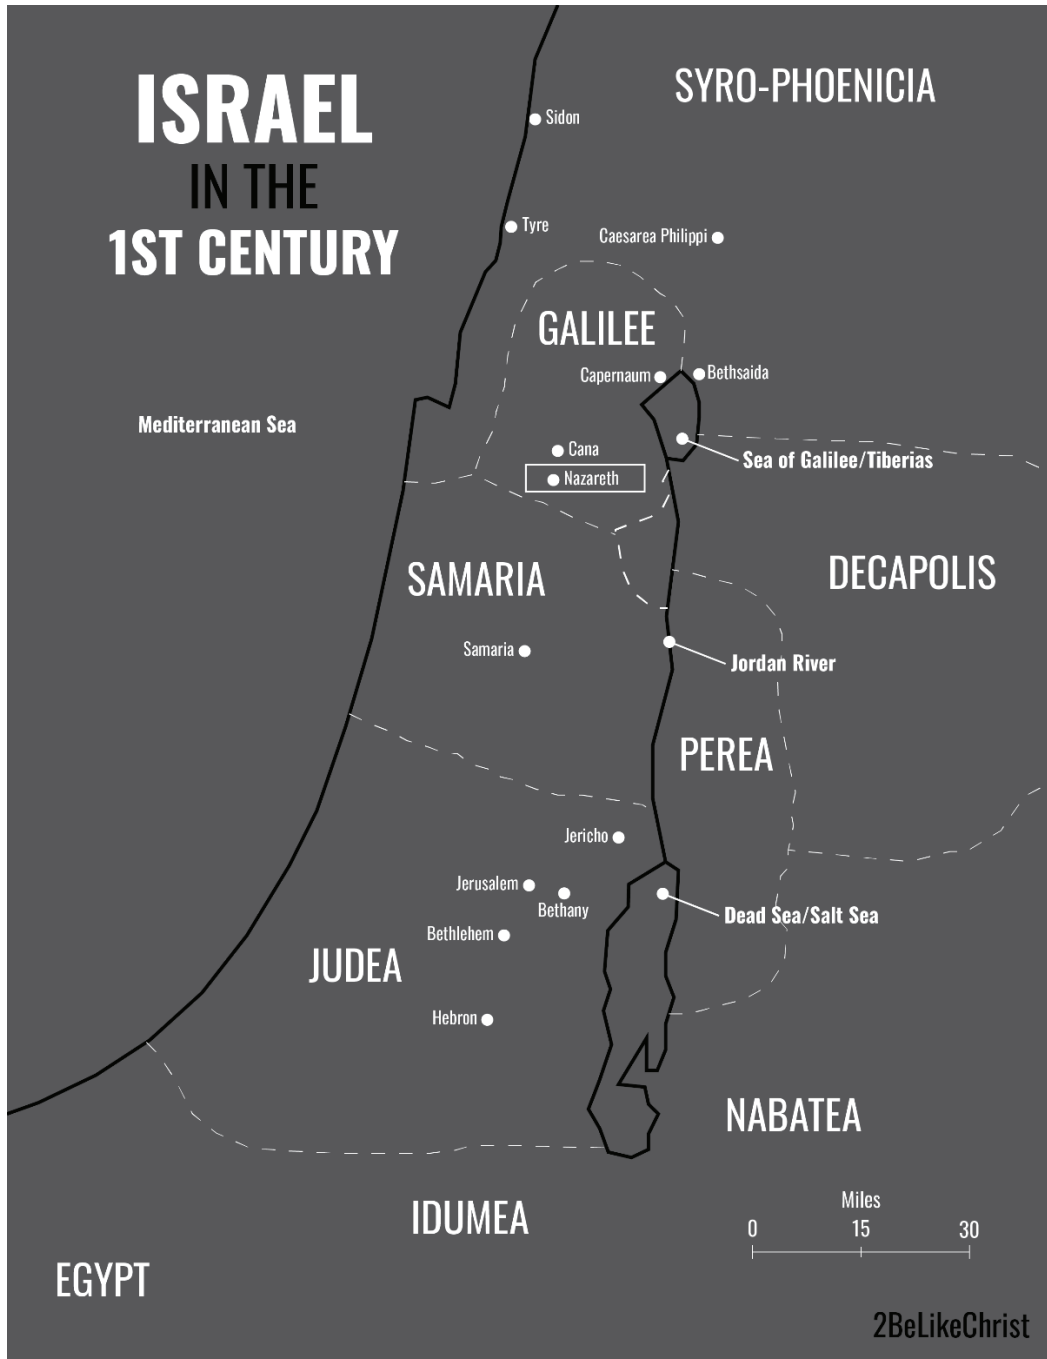 ISRAEL
IN THE
1ST CENTURY
SYRO-PHOENICIA
Sidon
Tyre
Caesarea Philippi
GALILEE
Capernaum
Bethsaida
Mediterranean Sea
Cana
Sea of Galilee/Tiberias
Nazareth
SAMARIA
DECAPOLIS
Samaria
Jordan River
PEREA
Jericho
Jerusalem
Bethany
Dead Sea/Salt Sea
Bethlehem
JUDEA
Hebron
NABATEA
IDUMEA
Miles
0 15 30
EGYPT
2BeLikeChrist